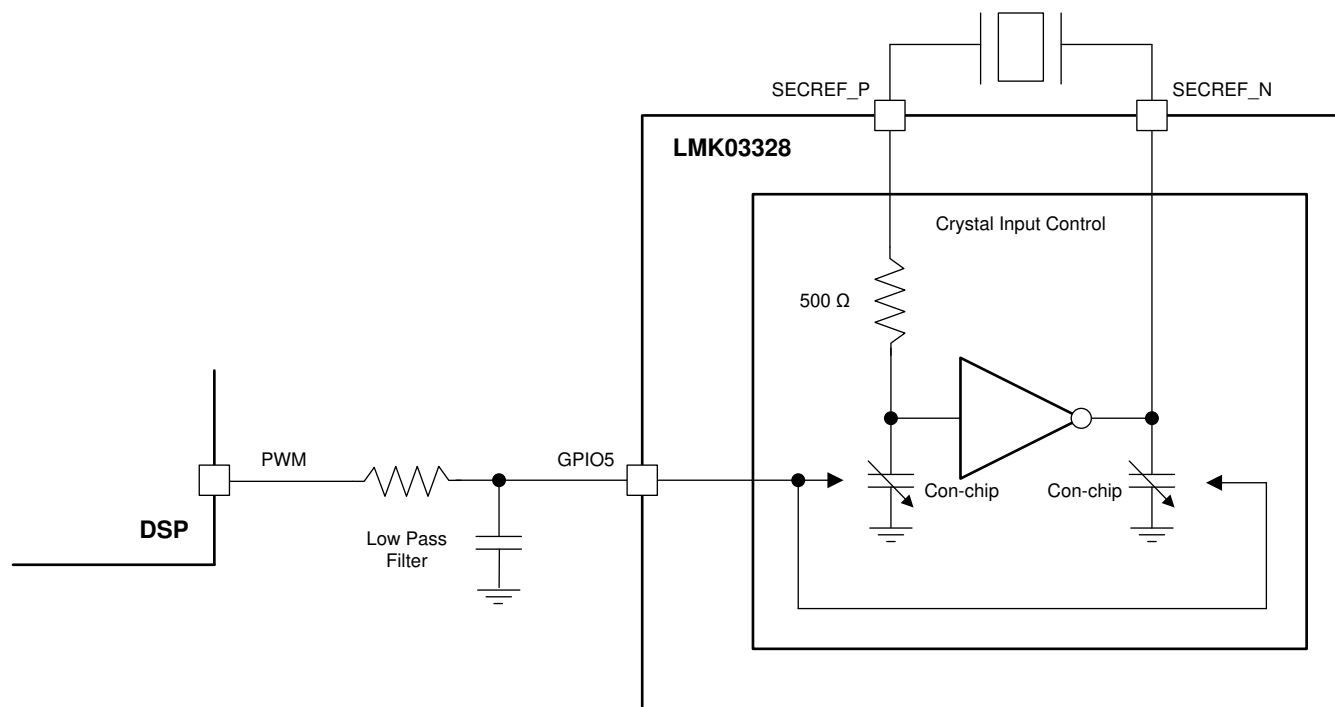 SECREF_P
SECREF_N
LMK03328
Crystal Input Control
500 Ω
PWM
GPIO5
Con-chip
Con-chip
DSP
Low Pass
Filter